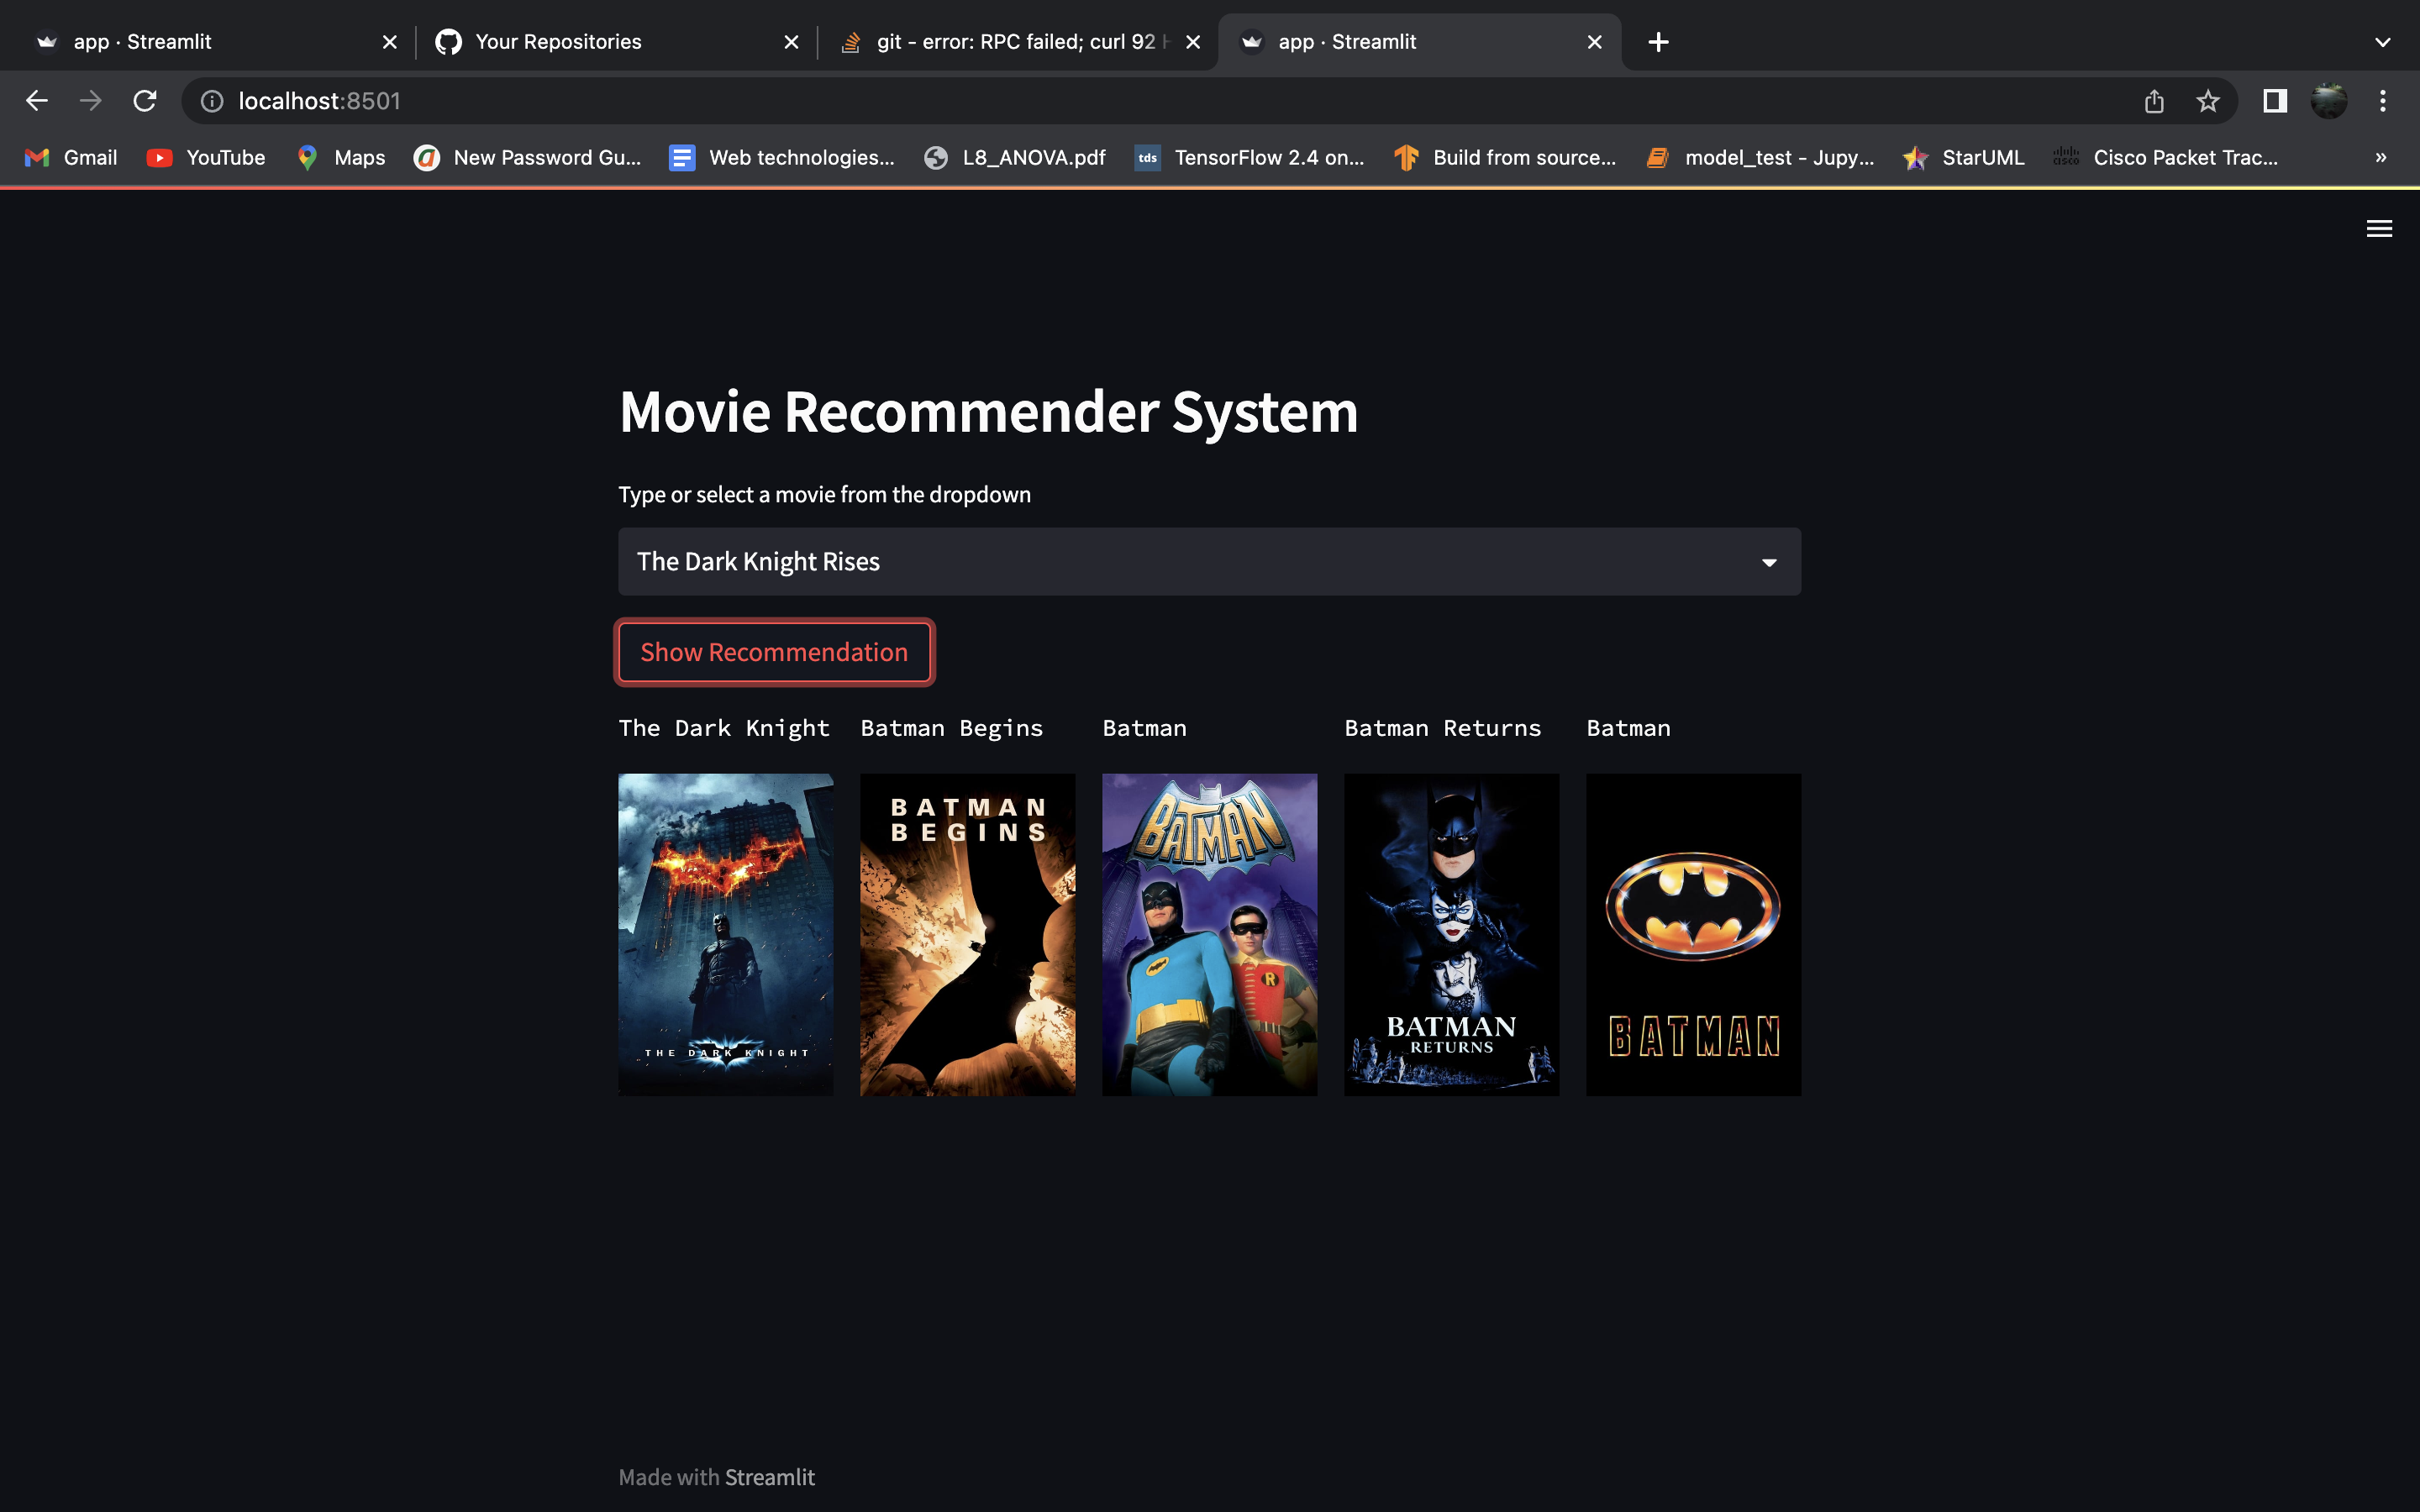 app · Streamlit
Your Repositories
git - error: RPC failed; curl 92
app · Streamlit
localhost:8501
Gmail
YouTube
Maps
New Password Gu...
Web technologies...
L8_ANOVA.pdf
tds
TensorFlow 2.4 on...
Build from source...
model_test - Jupy...
StarUML
cisco
Cisco Packet Trac...
»
Movie Recommender System
Type or select a movie from the dropdown
The Dark Knight Rises
Show Recommendation
The Dark Knight
Batman Begins
Batman
Batman Returns
Batman
THE DARK KNIGHT
BATMAN
BEGINS
BATMAN
R
BATMAN
RETURNS
BATMAN
Made with Streamlit